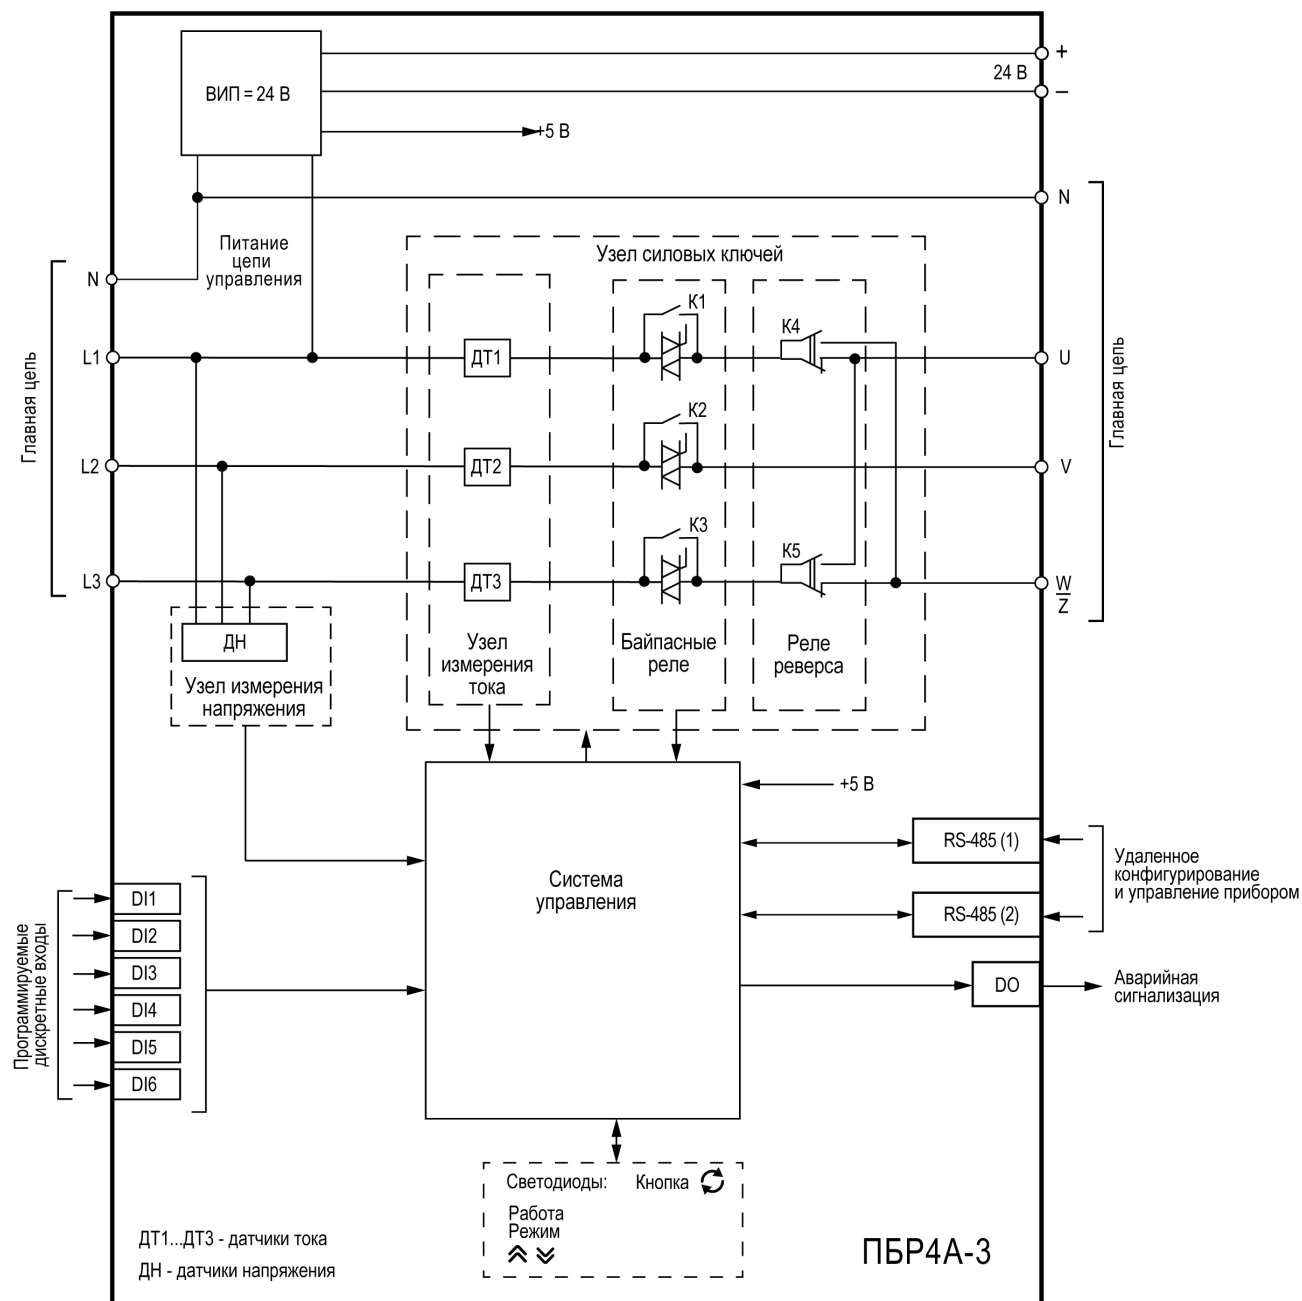 +
24 В
–
ВИП = 24 В
+5 В
N
Питание
цепи
управления
Узел силовых ключей
N
Главная цепь
L1
L2
L3
ДТ1
ДТ2
ДТ3
К1
К2
К3
К4
К5
U
V
W
Z
Главная цепь
ДН
Узел измерения
напряжения
Узел
измерения
тока
Байпасные
реле
Реле
реверса
+5 В
Система
управления
RS-485 (1)
RS-485 (2)
DO
Удаленное
конфигурирование
и управление прибором
Аварийная
сигнализация
Программируемые
дискретные входы
DI1
DI2
DI3
DI4
DI5
DI6
Светодиоды:
Кнопка
Работа
Режим
ДТ1...ДТ3 - датчики тока
ДН - датчики напряжения
ПБР4А-3